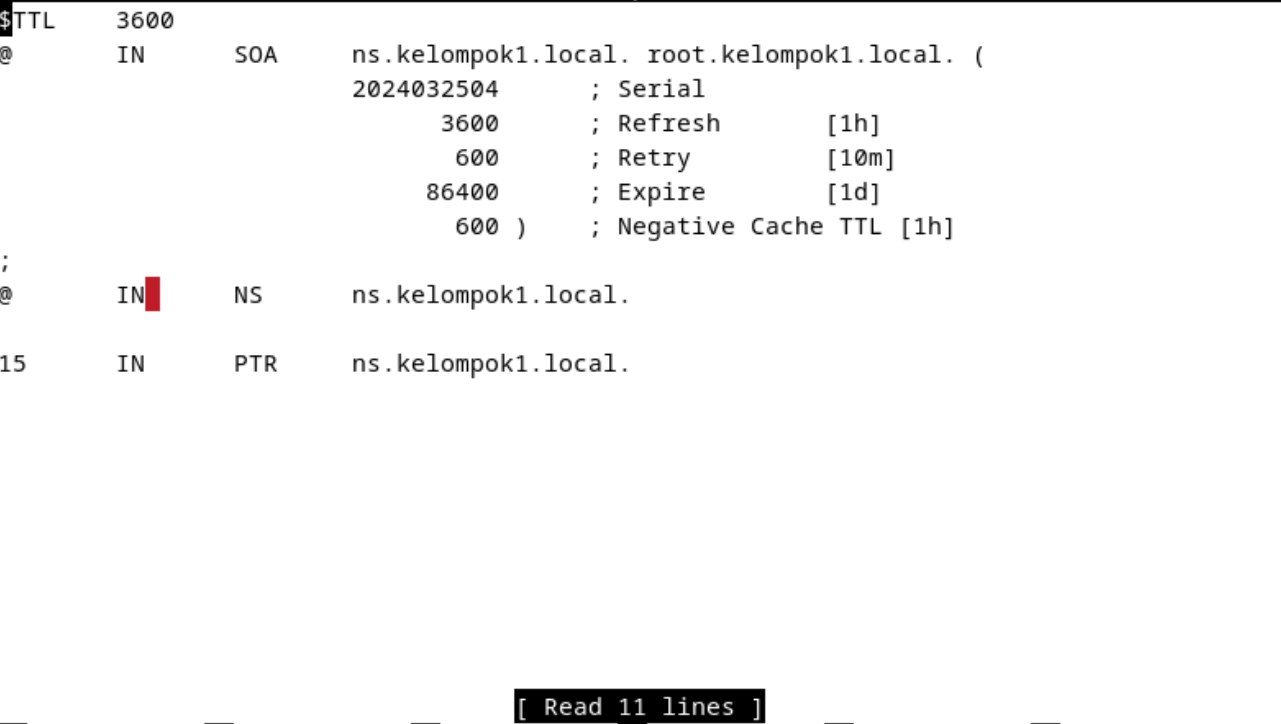 $TTL    3600
@       IN      SOA     ns.kelompok1.local. root.kelompok1.local. (
                        2024032504      ; Serial
                              3600      ; Refresh       [1h]
                               600      ; Retry         [10m]
                             86400      ; Expire        [1d]
                               600 )    ; Negative Cache TTL [1h]
;
@       IN      NS      ns.kelompok1.local.
15      IN      PTR     ns.kelompok1.local.
[ Read 11 lines ]